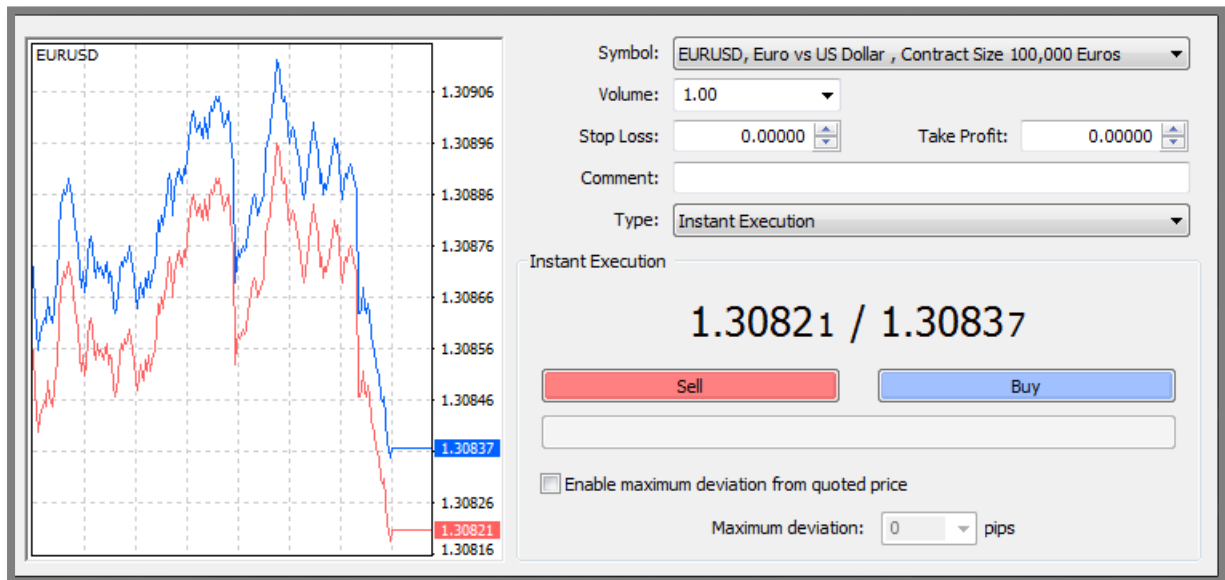 EURUSD
1.30906
1.30896
1.30886
1.30876
1.30866
1.30856
1.30846
1.30837
1.30826
1.30821
1.30816
Symbol: EURUSD, Euro vs US Dollar , Contract Size 100,000 Euros
Volume: 1.00
Stop Loss: 0.00000 Take Profit: 0.00000
Comment:
Type: Instant Execution
Instant Execution
1.30821 / 1.30837
Sell Buy
Enable maximum deviation from quoted price
Maximum deviation: 0 pips